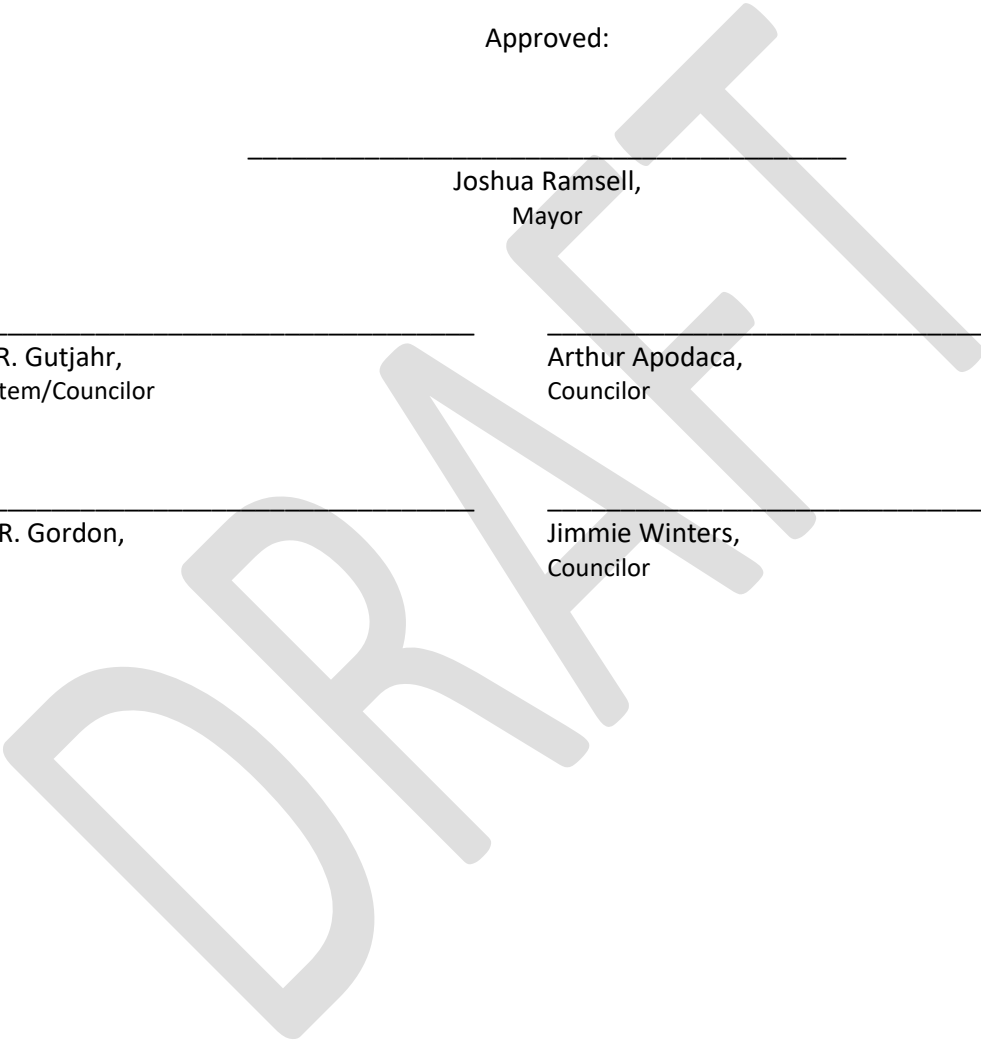 Approved:
Joshua Ramsell,
Mayor
R. Gutjahr,
tem/Councilor
Arthur Apodaca,
Councilor
R. Gordon,
Jimmie Winters,
Councilor
DRAFT